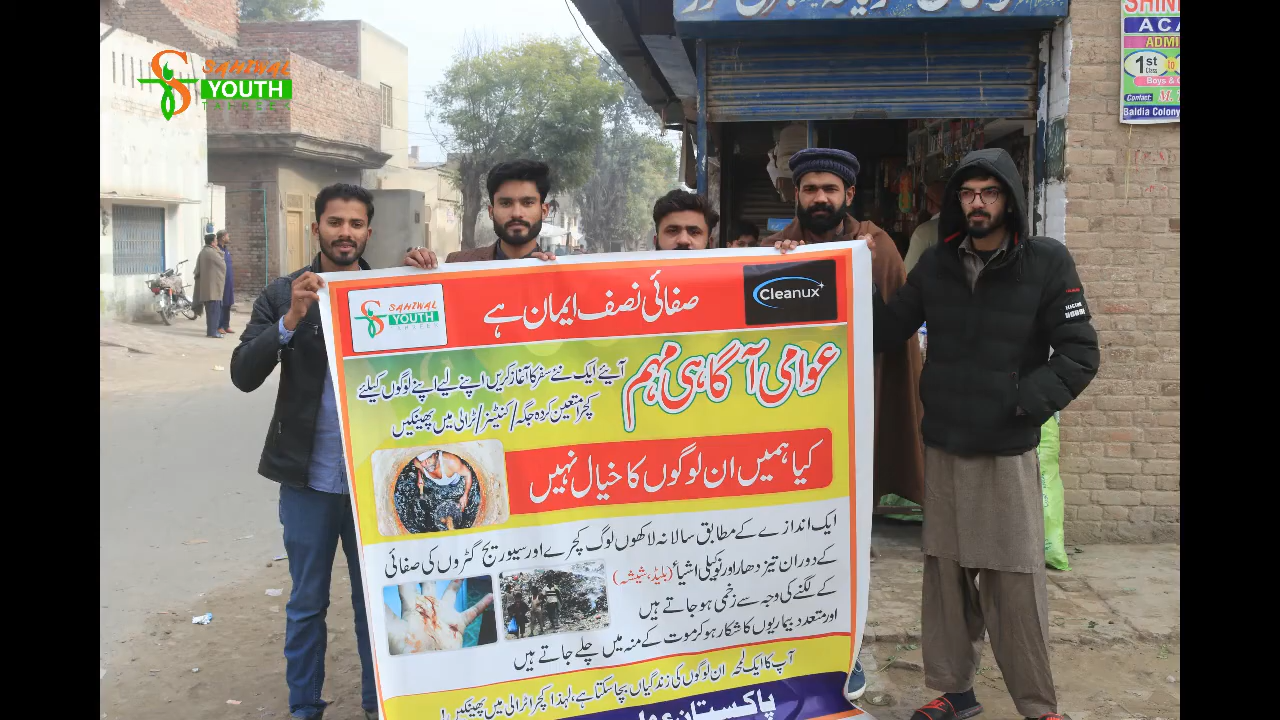 SAHIWAL
YOUTH
SHIN
ACA
ADMI
1st
Class
to
Boys &
Contact: M.
Baldia Colony
SAHIWAL
YOUTH
صفائی نصف ایمان ہے
Cleanux
عوامی آگاہی مہم
آئیے ایک نئے سفر کا آغاز کریں اپنے لیے اپنے لوگوں کیلئے
کچرا متعین کردہ جگہ/کنٹینر/ٹرالی میں پھینکیں
کیا ہمیں ان لوگوں کا خیال نہیں
ایک اندازے کے مطابق سالانہ لاکھوں لوگ کچرے اور سیوریج گٹروں کی صفائی
کے دوران تیز دھار اور نوکیلی اشیاء (بلیڈ، شیشہ)
کے لگنے کی وجہ سے زخمی ہو جاتے ہیں
اور متعدد بیماریوں کا شکار ہو کر موت کے منہ میں چلے جاتے ہیں
آپ کا ایک لمحہ ان لوگوں کی زندگیاں بچا سکتا ہے، لہذا کچرا ٹرالی میں پھینکیں!
پاکستان